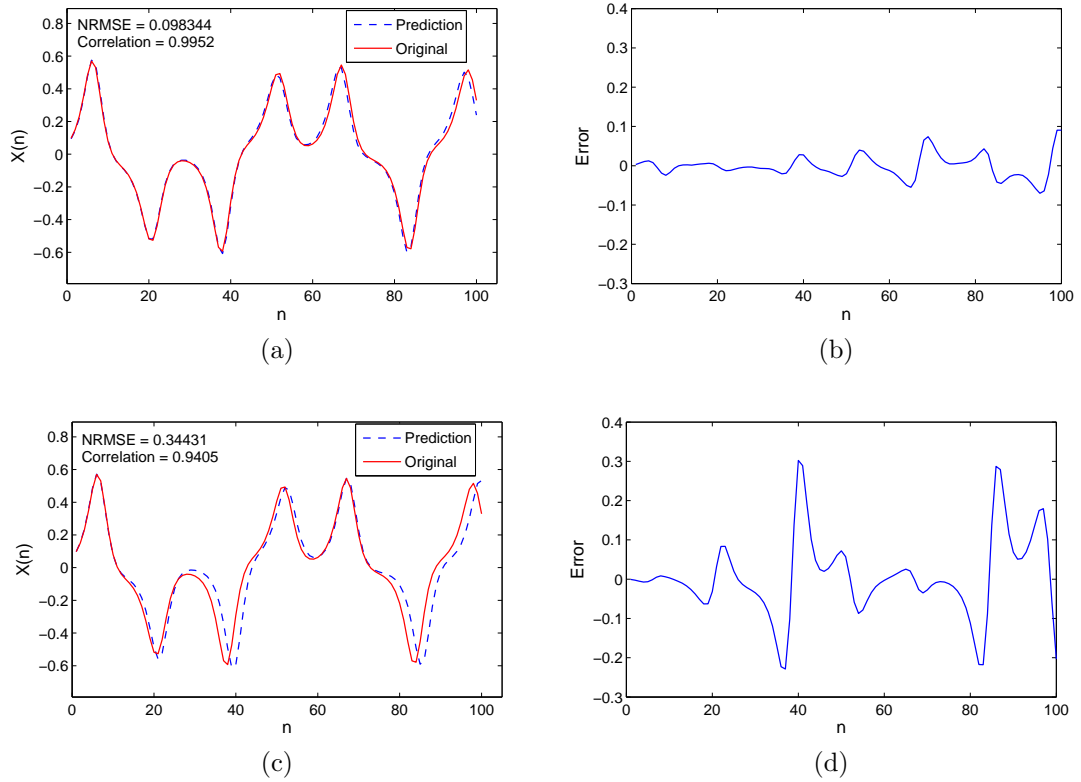 NRMSE = 0.098344
Correlation = 0.9952
Prediction
Original
X(n)
0.8
0.6
0.4
0.2
0
−0.2
−0.4
−0.6
0 20 40 60 80 100
n
(a)
Error
0.4
0.3
0.2
0.1
0
−0.1
−0.2
−0.3
0 20 40 60 80 100
n
(b)
NRMSE = 0.34431
Correlation = 0.9405
Prediction
Original
X(n)
0.8
0.6
0.4
0.2
0
−0.2
−0.4
−0.6
0 20 40 60 80 100
n
(c)
Error
0.4
0.3
0.2
0.1
0
−0.1
−0.2
−0.3
0 20 40 60 80 100
n
(d)